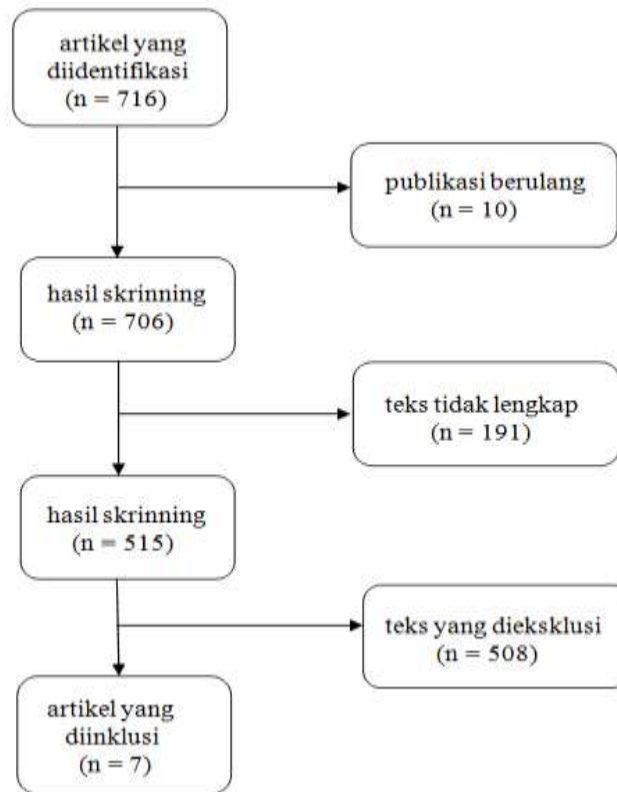 artikel yang
diidentifikasi
(n = 716)
publikasi berulang
(n = 10)
hasil skrinning
(n = 706)
teks tidak lengkap
(n = 191)
hasil skrinning
(n = 515)
teks yang dieksklusi
(n = 508)
artikel yang
diinklusi
(n = 7)